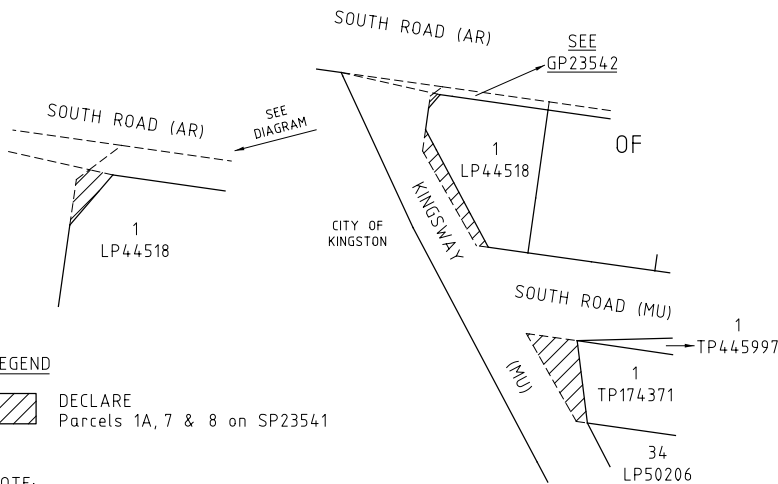 SOUTH ROAD (AR)
SEE
GP23542
SOUTH ROAD (AR)
SEE
DIAGRAM
1
LP44518
OF
1
LP44518
KINGSWAY
CITY OF
KINGSTON
SOUTH ROAD (MU)
(MU)
1
TP445997
1
TP174371
34
LP50206
EGEND
DECLARE
Parcels 1A, 7 & 8 on SP23541
OTE: